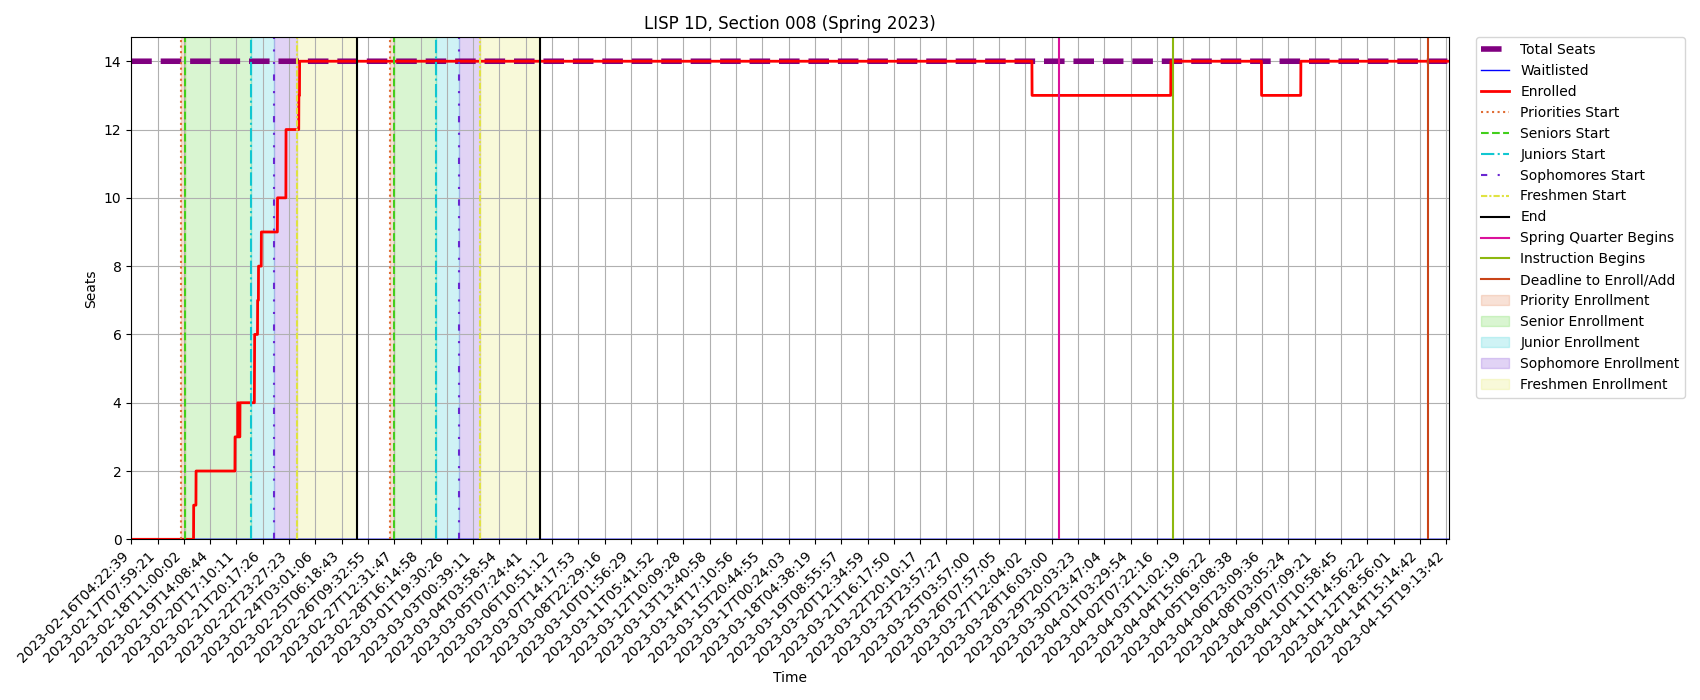 LISP 1D, Section 008 (Spring 2023)
14
12
10
8
6
4
2
0
Seats
2023-02-16T04:22:39
2023-02-17T07:59:21
2023-02-18T11:00:02
2023-02-19T14:08:44
2023-02-20T17:10:11
2023-02-21T20:17:26
2023-02-22T23:27:23
2023-02-24T03:01:06
2023-02-25T06:18:43
2023-02-26T09:32:55
2023-02-27T12:31:47
2023-02-28T16:14:58
2023-03-01T19:30:26
2023-03-03T00:39:11
2023-03-04T03:58:54
2023-03-05T07:24:41
2023-03-06T10:51:12
2023-03-07T14:17:53
2023-03-08T22:29:16
2023-03-10T01:56:29
2023-03-11T05:41:52
2023-03-12T10:09:28
2023-03-13T13:40:58
2023-03-14T17:10:56
2023-03-15T20:44:55
2023-03-17T00:24:03
2023-03-18T04:38:19
2023-03-19T08:55:57
2023-03-20T12:34:59
2023-03-21T16:17:50
2023-03-22T20:10:17
2023-03-23T23:57:27
2023-03-25T03:57:00
2023-03-26T07:57:05
2023-03-27T12:04:02
2023-03-28T16:03:00
2023-03-29T20:03:23
2023-03-30T23:47:04
2023-04-01T03:29:54
2023-04-02T07:22:16
2023-04-03T11:02:19
2023-04-04T15:06:22
2023-04-05T19:08:38
2023-04-06T23:09:36
2023-04-08T03:05:24
2023-04-09T07:09:21
2023-04-10T10:58:45
2023-04-11T14:56:22
2023-04-12T18:56:01
2023-04-14T15:14:42
2023-04-15T19:13:42
Time
Total Seats
Waitlisted
Enrolled
Priorities Start
Seniors Start
Juniors Start
Sophomores Start
Freshmen Start
End
Spring Quarter Begins
Instruction Begins
Deadline to Enroll/Add
Priority Enrollment
Senior Enrollment
Junior Enrollment
Sophomore Enrollment
Freshmen Enrollment